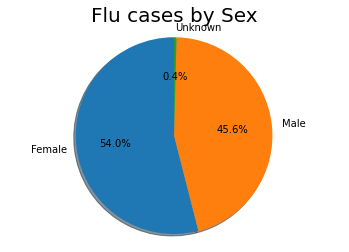 Flu cases by Sex
Unknown
0.4%
Male
45.6%
54.0%
Female